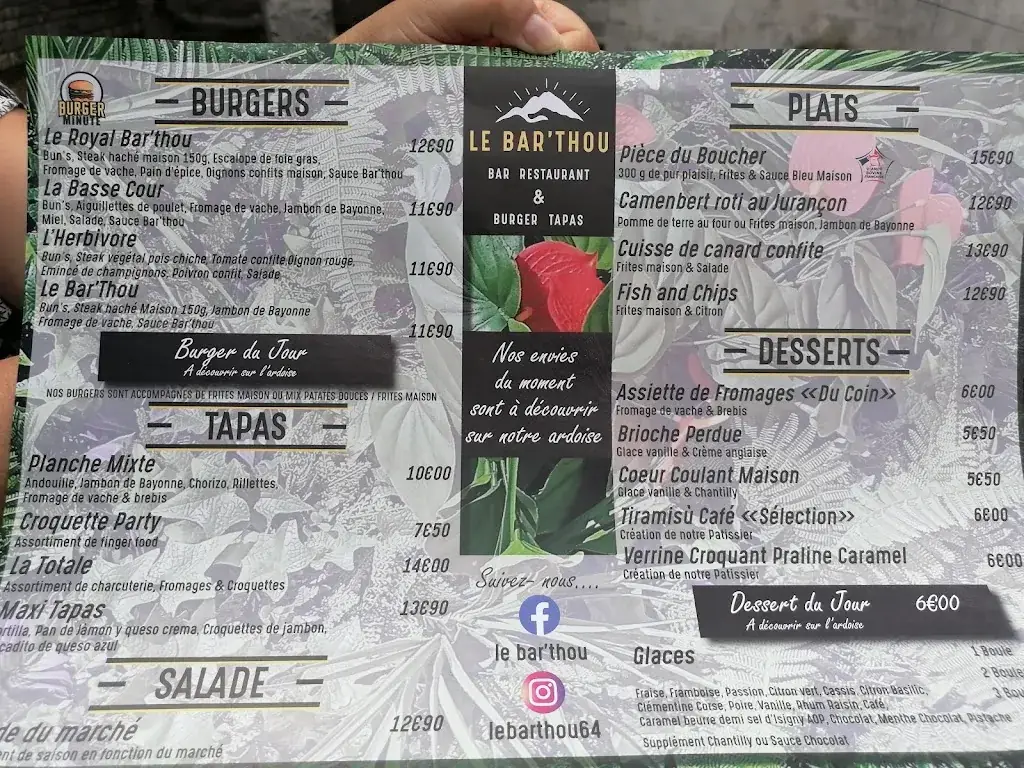 BURGER
MINUTE
BURGERS
Le Royal Bar'thou 12€90
Bun's, Steak haché maison 150g, Escalope de foie gras,
Fromage de vache, Pain d'épice, Oignons confits maison, Sauce Bar'thou
La Basse Cour
Bun's, Aiguillettes de poulet, Fromage de vache, Jambon de Bayonne, 11€90
Miel, Salade, Sauce Bar'thou
L'Herbivore
Bun's, Steak végétal pois chiche, Tomate confite, Oignon rouge,
Emincé de champignons, Poivron confit, Salade 11€90
Le Bar'Thou
Bun's, Steak haché Maison 150g, Jambon de Bayonne
Fromage de vache, Sauce Bar'thou 11€90
Burger du Jour
A découvrir sur l'ardoise
NOS BURGERS SONT ACCOMPAGNÉS DE FRITES MAISON OU MIX PATATES DOUCES / FRITES MAISON
TAPAS
Planche Mixte 10€00
Andouille, Jambon de Bayonne, Chorizo, Rillettes,
Fromage de vache & brebis
Croquette Party 7€50
Assortiment de finger food
La Totale 14€00
Assortiment de charcuterie, Fromages & Croquettes
Maxi Tapas 13€90
ortilla, Pan de jamon y queso crema, Croquettes de jambon,
cadito de queso azul
SALADE
de du marché 12€90
ent de saison en fonction du marché
LE BAR'THOU
BAR RESTAURANT
&
BURGER TAPAS
Nos envies
du moment
sont à découvrir
sur notre ardoise
Suivez-nous....
le bar'thou
lebarthou64
PLATS
Pièce du Boucher 15€90
300 g de pur plaisir, Frites & Sauce Bleu Maison
Camenbert roti au Jurançon 12€90
Pomme de terre au four ou Frites maison, Jambon de Bayonne
Cuisse de canard confite 13€90
Frites maison & Salade
Fish and Chips 12€90
Frites maison & Citron
DESSERTS
Assiette de Fromages «Du Coin» 6€00
Fromage de vache & Brebis
Brioche Perdue 5€50
Glace vanille & Crème anglaise
Coeur Coulant Maison 5€50
Glace vanille & Chantilly
Tiramisù Café «Sélection» 6€00
Création de notre Patissier
Verrine Croquant Praline Caramel 6€00
Création de notre Patissier
Dessert du Jour 6€00
A découvrir sur l'ardoise
Glaces 1 Boule
2 Boule
3 Bou
Fraise, Framboise, Passion, Citron vert, Cassis, Citron Basilic,
Clémentine Corse, Poire, Vanille, Rhum Raisin, Café,
Caramel beurre demi sel d'Isigny AOP, Chocolat, Menthe Chocolat, Pistache
Supplément Chantilly ou Sauce Chocolat